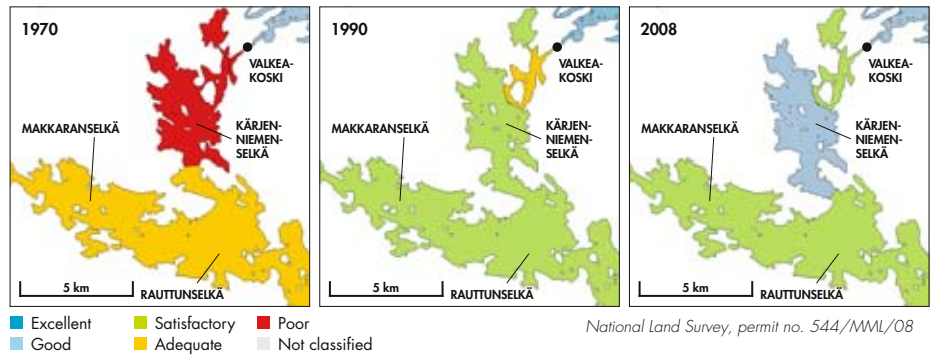 1970
VALKEA-
KOSKI
MAKKARANSELKÄ
KÄRJEN-
NIEMEN-
SELKÄ
5 km
RAUTTUNSELKÄ
1990
VALKEA-
KOSKI
MAKKARANSELKÄ
KÄRJEN-
NIEMEN-
SELKÄ
5 km
RAUTTUNSELKÄ
2008
VALKEA-
KOSKI
MAKKARANSELKÄ
KÄRJEN-
NIEMEN-
SELKÄ
5 km
RAUTTUNSELKÄ
Excellent
Satisfactory
Poor
Good
Adequate
Not classified
National Land Survey, permit no. 544/MML/08